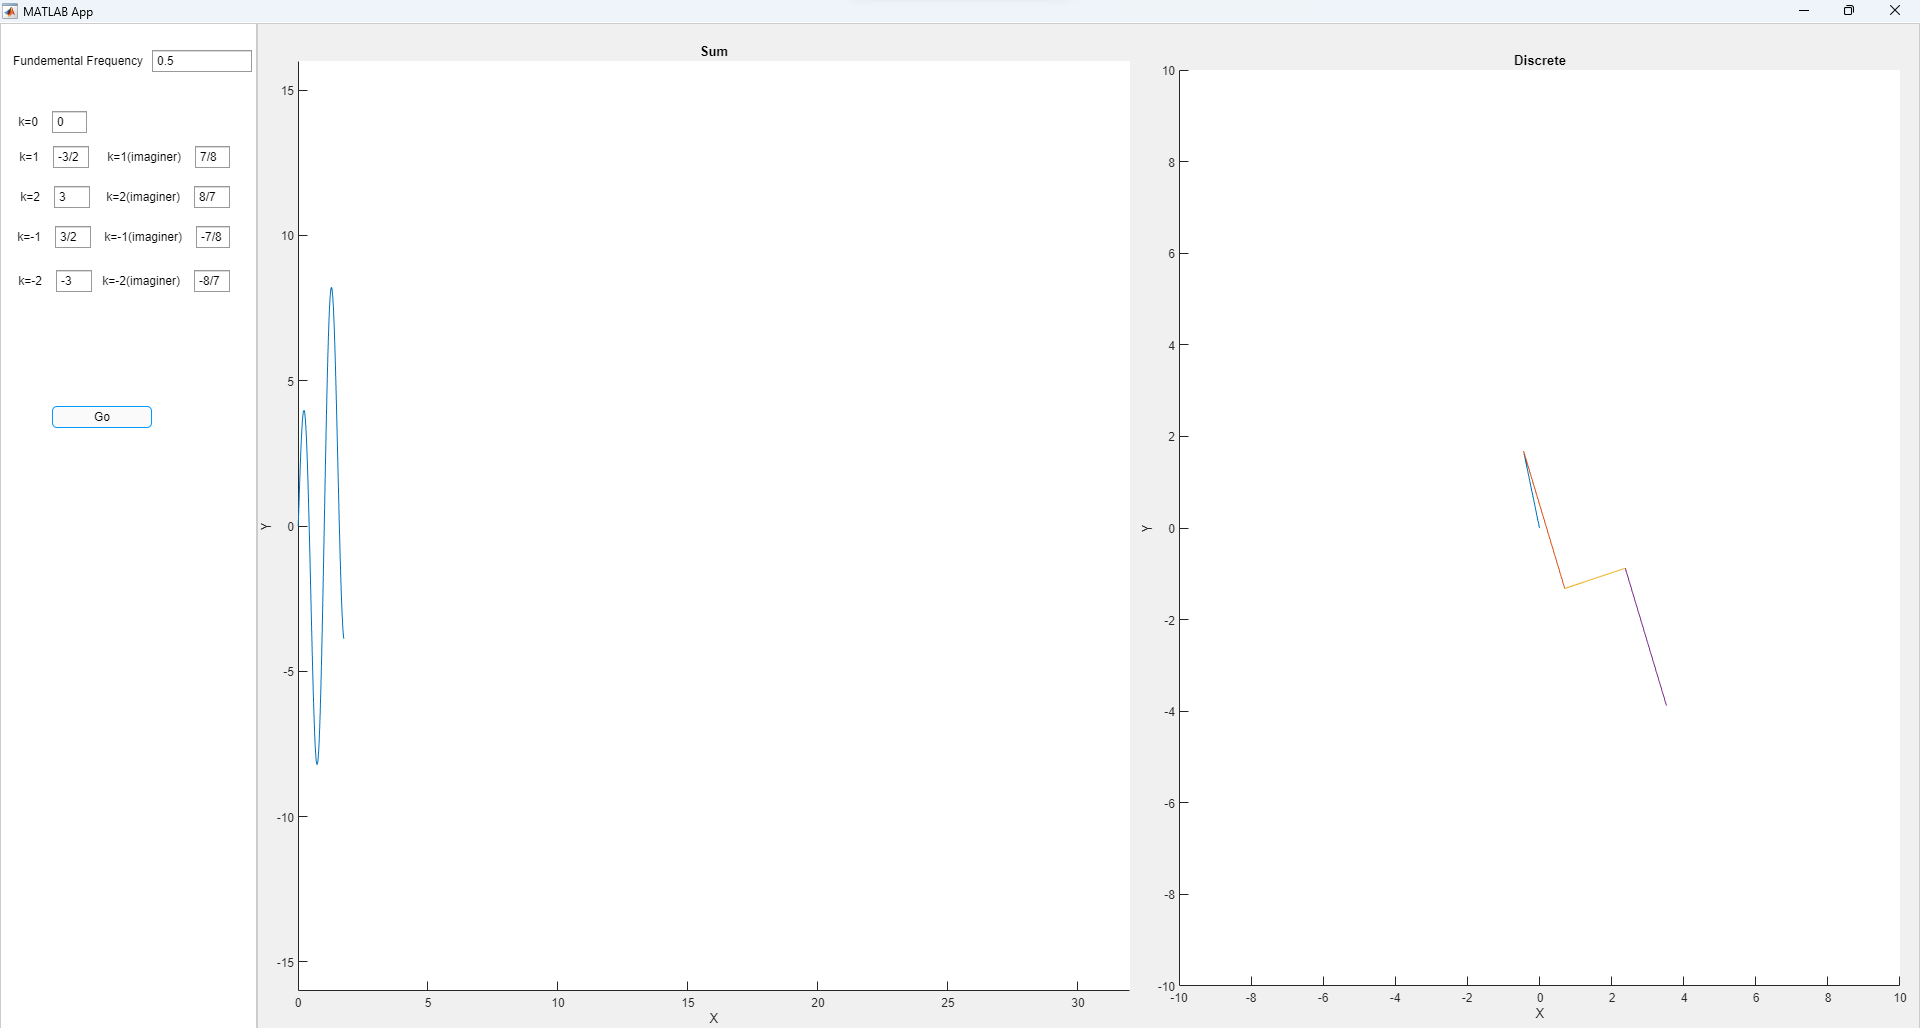 MATLAB App
Fundemental Frequency 0.5
k=0 0
k=1 -3/2 k=1(imaginer) 7/8
k=2 3 k=2(imaginer) 8/7
k=-1 3/2 k=-1(imaginer) -7/8
k=-2 -3 k=-2(imaginer) -8/7
Go
Sum
15
10
5
0
-5
-10
-15
Y
0 5 10 15 20 25 30
X
Discrete
10
8
6
4
2
0
-2
-4
-6
-8
-10
Y
-10 -8 -6 -4 -2 0 2 4 6 8 10
X